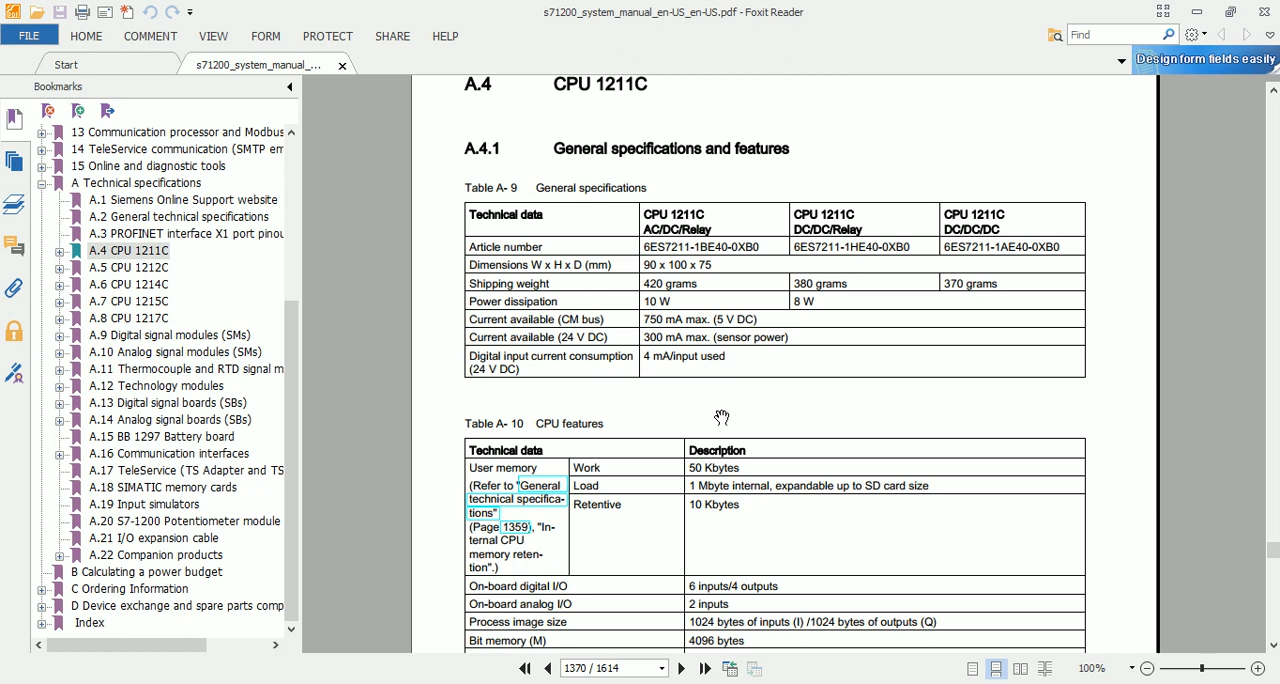 s71200_system_manual_en-US_en-US.pdf - Foxit Reader
FILE HOME COMMENT VIEW FORM PROTECT SHARE HELP
Find
Start
s71200_system_manual_...
Design form fields easily
Bookmarks
13 Communication processor and Modbus
14 TeleService communication (SMTP em
15 Online and diagnostic tools
A Technical specifications
A.1 Siemens Online Support website
A.2 General technical specifications
A.3 PROFINET interface X1 port pinou
A.4 CPU 1211C
A.5 CPU 1212C
A.6 CPU 1214C
A.7 CPU 1215C
A.8 CPU 1217C
A.9 Digital signal modules (SMs)
A.10 Analog signal modules (SMs)
A.11 Thermocouple and RTD signal m
A.12 Technology modules
A.13 Digital signal boards (SBs)
A.14 Analog signal boards (SBs)
A.15 BB 1297 Battery board
A.16 Communication interfaces
A.17 TeleService (TS Adapter and TS
A.18 SIMATIC memory cards
A.19 Input simulators
A.20 S7-1200 Potentiometer module
A.21 I/O expansion cable
A.22 Companion products
B Calculating a power budget
C Ordering Information
D Device exchange and spare parts comp
Index
A.4 CPU 1211C
A.4.1 General specifications and features
Table A- 9 General specifications
Technical data CPU 1211C CPU 1211C CPU 1211C
AC/DC/Relay DC/DC/Relay DC/DC/DC
Article number 6ES7211-1BE40-0XB0 6ES7211-1HE40-0XB0 6ES7211-1AE40-0XB0
Dimensions W x H x D (mm) 90 x 100 x 75
Shipping weight 420 grams 380 grams 370 grams
Power dissipation 10 W 8 W
Current available (CM bus) 750 mA max. (5 V DC)
Current available (24 V DC) 300 mA max. (sensor power)
Digital input current consumption 4 mA/input used
(24 V DC)
Table A- 10 CPU features
Technical data Description
User memory Work 50 Kbytes
(Refer to "General Load 1 Mbyte internal, expandable up to SD card size
technical specifica-
tions" Retentive 10 Kbytes
(Page 1359), "In-
ternal CPU
memory reten-
tion".)
On-board digital I/O 6 inputs/4 outputs
On-board analog I/O 2 inputs
Process image size 1024 bytes of inputs (I) /1024 bytes of outputs (Q)
Bit memory (M) 4096 bytes
1370 / 1614
100%